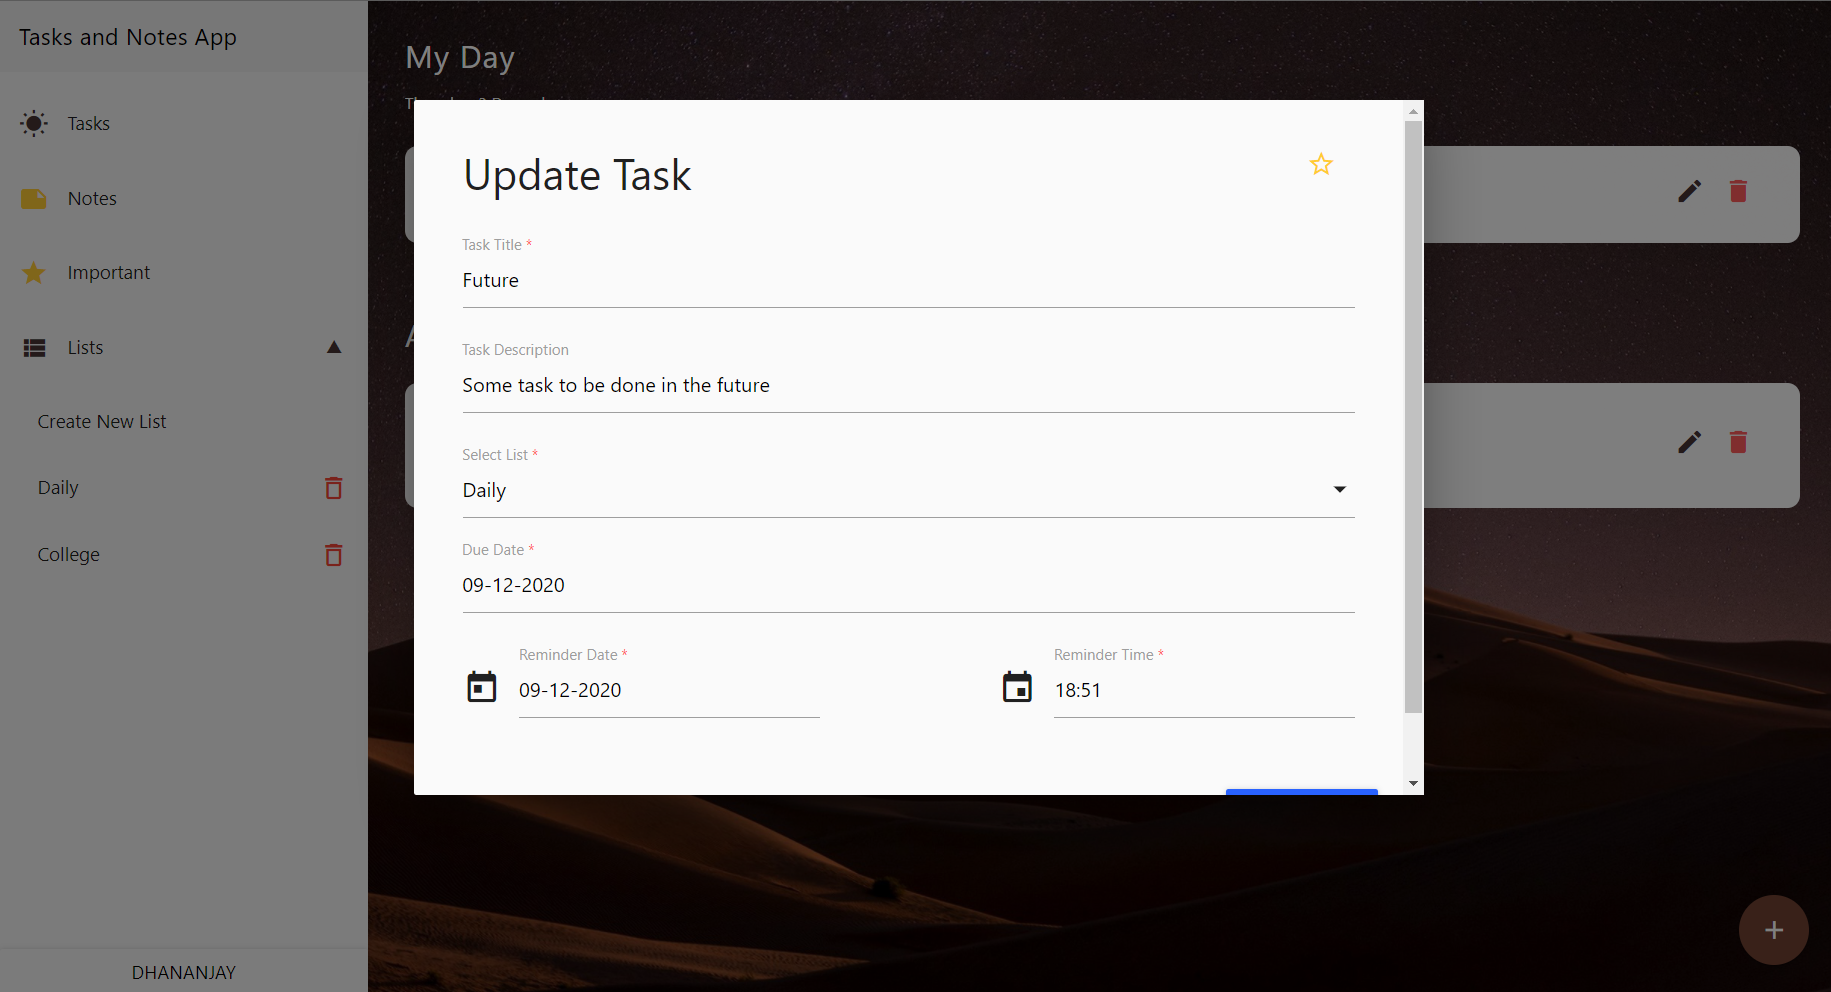 Tasks and Notes App
Tasks
Notes
Important
Lists
Create New List
Daily
College
DHANANJAY
My Day
Update Task
Task Title *
Future
Task Description
Some task to be done in the future
Select List *
Daily
Due Date *
09-12-2020
Reminder Date *
09-12-2020
Reminder Time *
18:51